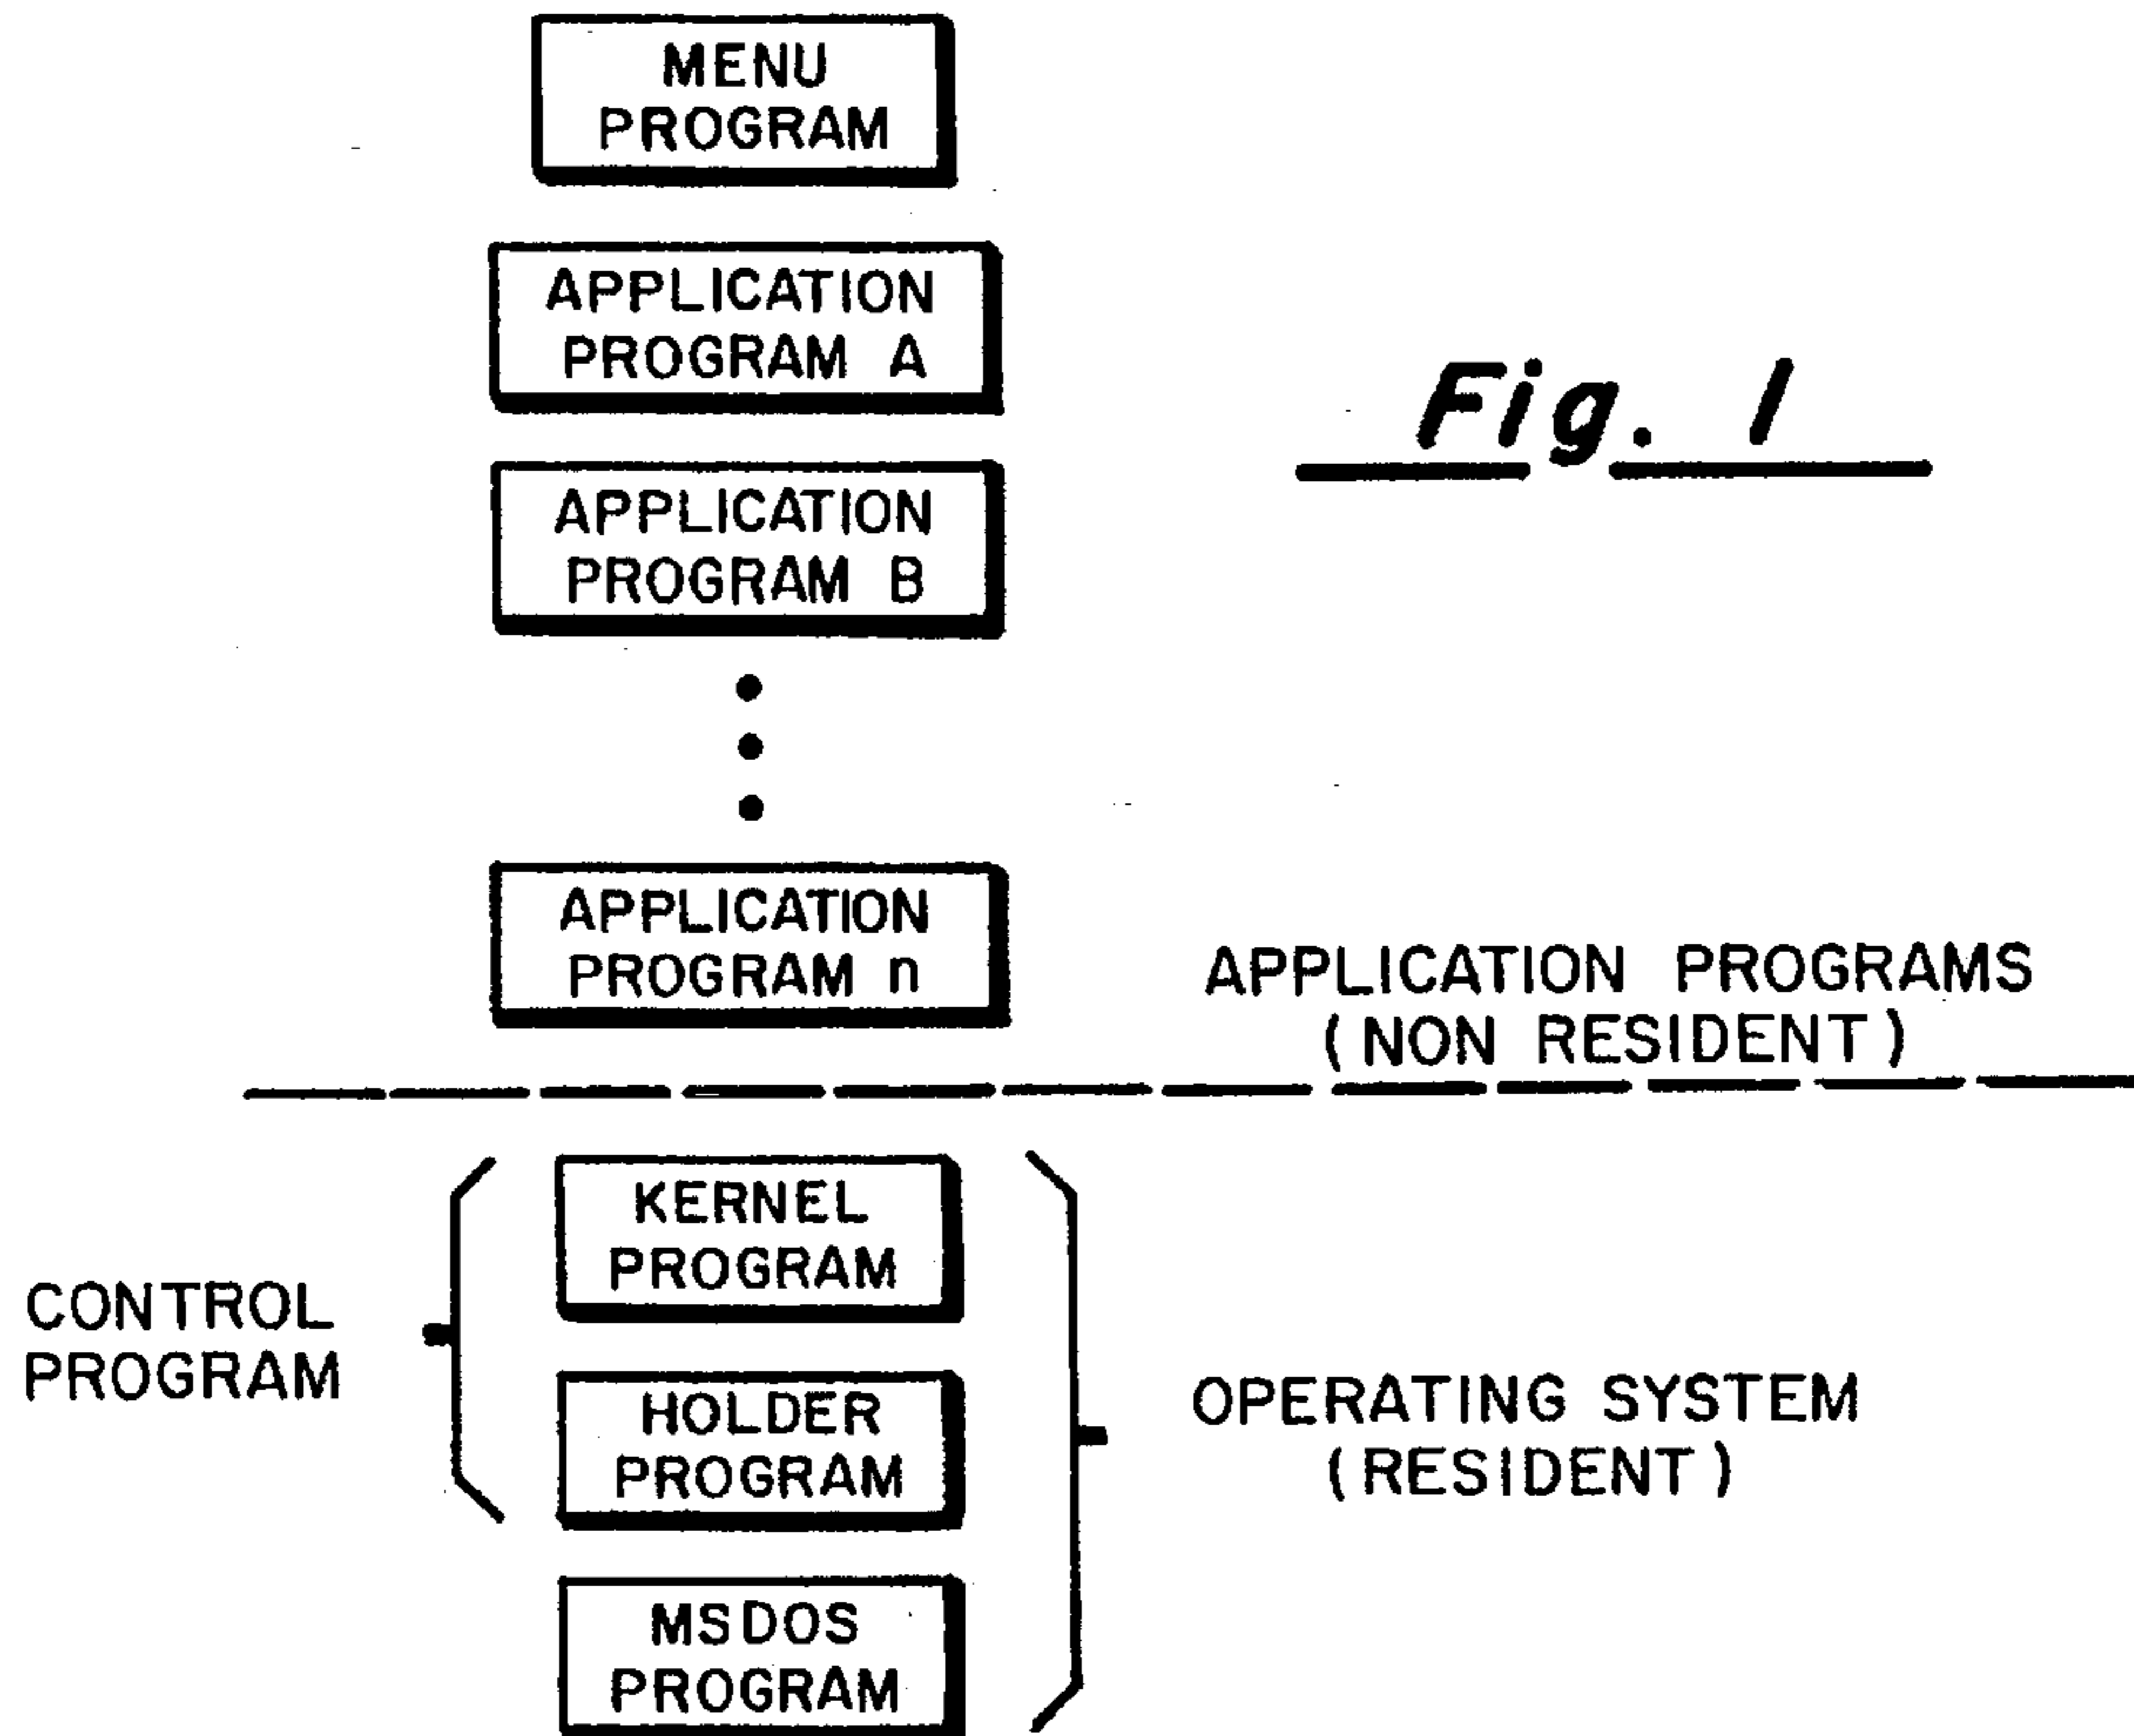 MENU
PROGRAM
APPLICATION
PROGRAM A
Fig. 1
APPLICATION
PROGRAM B
APPLICATION
PROGRAM n
APPLICATION PROGRAMS
(NON RESIDENT)
KERNEL
PROGRAM
CONTROL
PROGRAM
HOLDER
PROGRAM
OPERATING SYSTEM
(RESIDENT)
MSDOS
PROGRAM